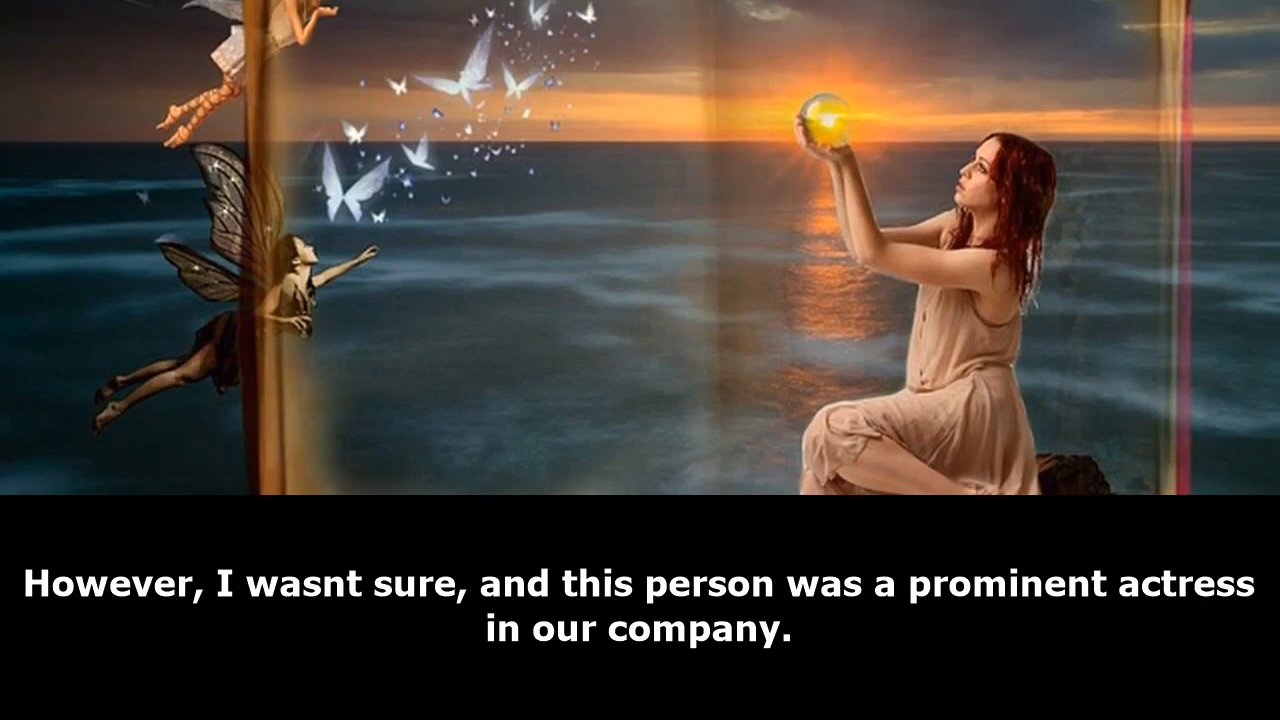 However, I wasnt sure, and this person was a prominent actress
in our company.